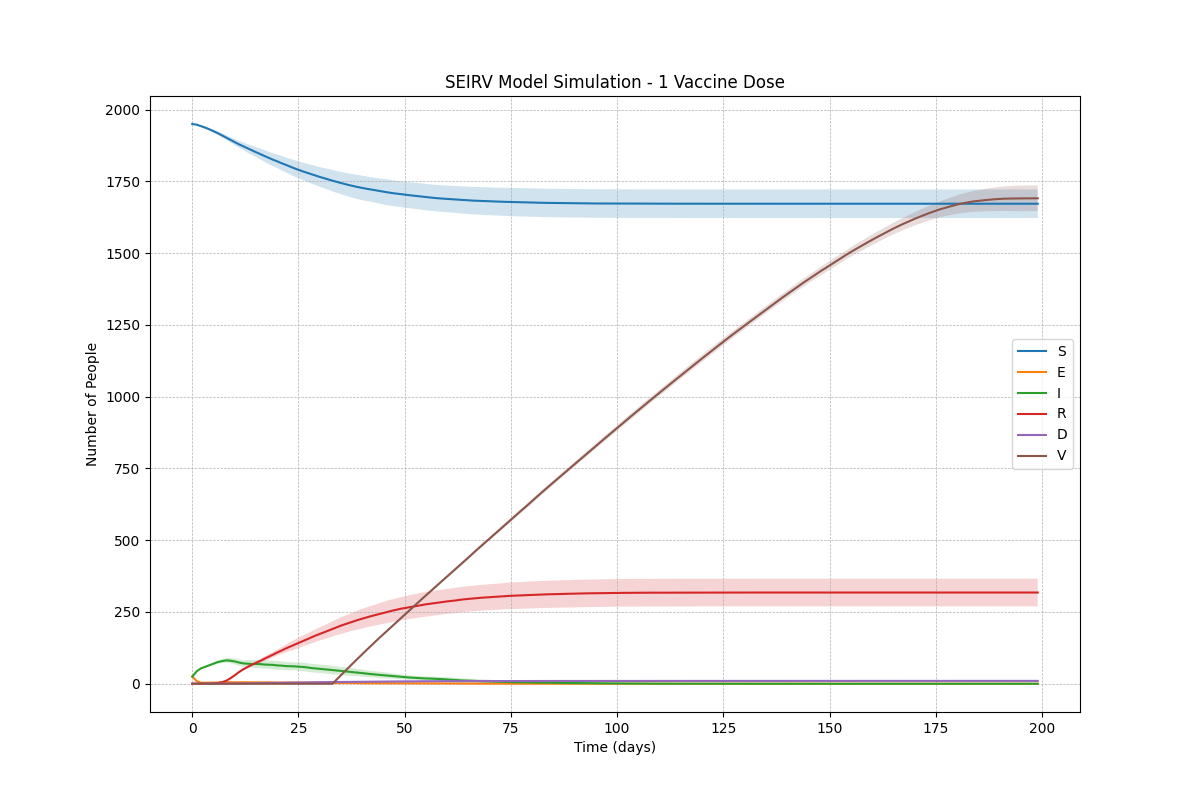 SEIRV Model Simulation - 1 Vaccine Dose
Number of People
2000
1750
1500
1250
1000
750
500
250
0
S
E
I
R
D
V
0 25 50 75 100 125 150 175 200
Time (days)